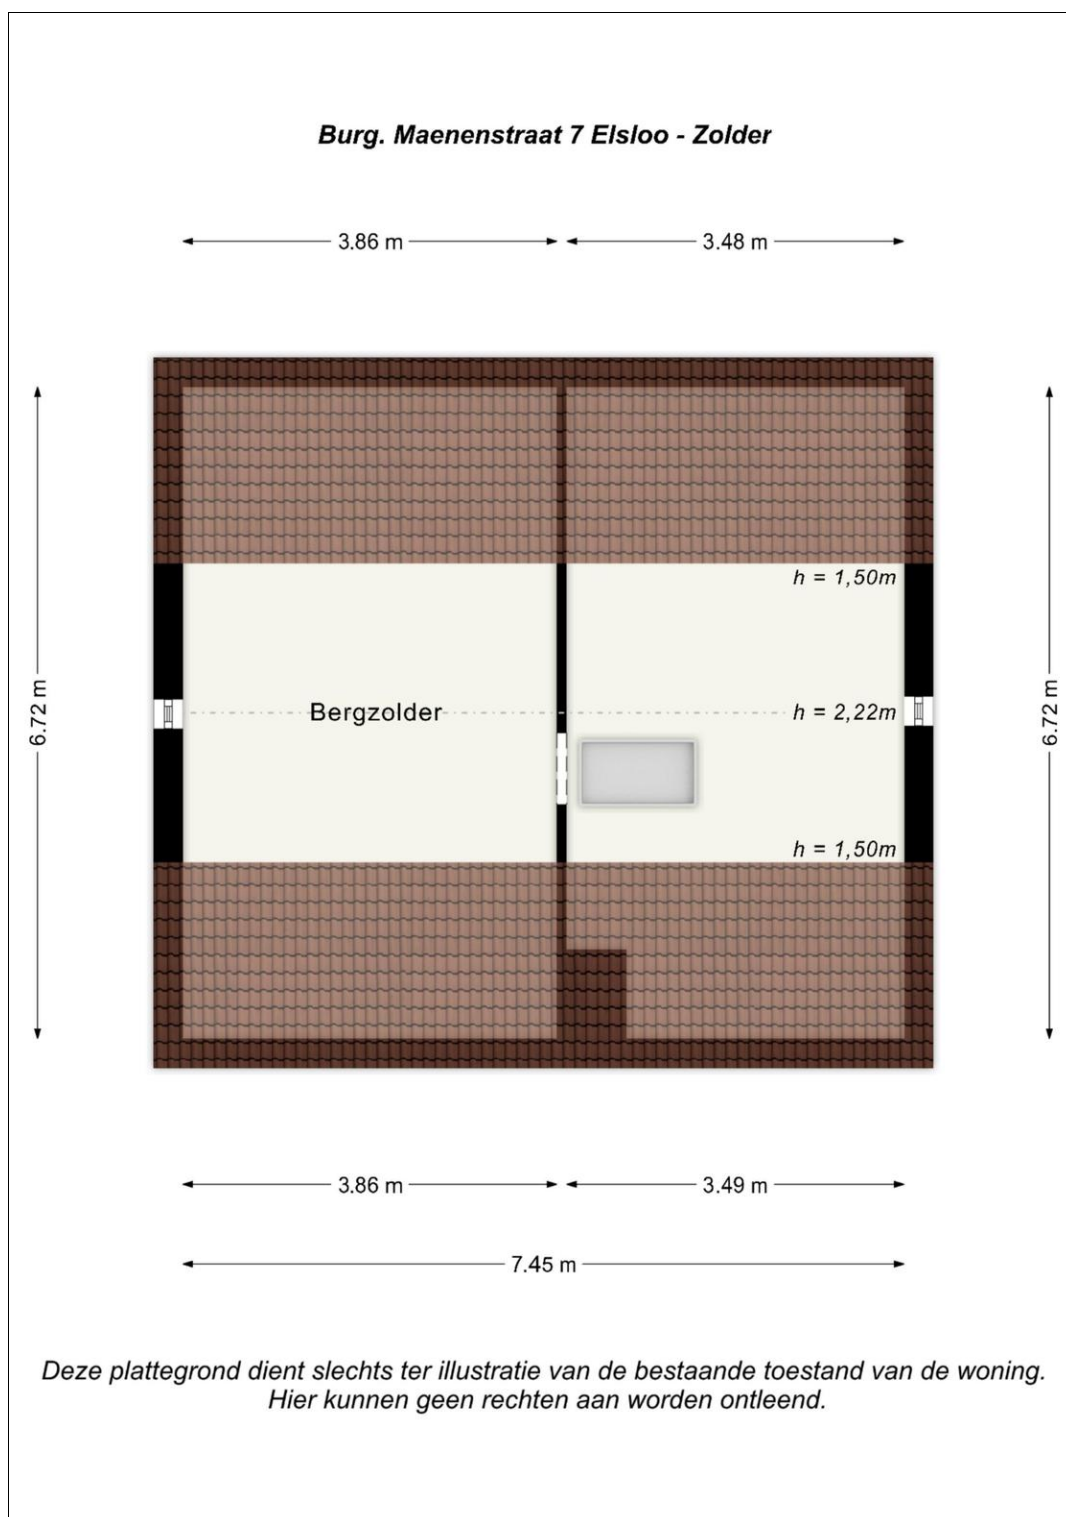 Burg. Maenenstraat 7 Elsloo - Zolder
3.86 m
3.48 m
6.72 m
6.72 m
h = 1,50m
Bergzolder
h = 2,22m
h = 1,50m
3.86 m
3.49 m
7.45 m
Deze plattegrond dient slechts ter illustratie van de bestaande toestand van de woning.
Hier kunnen geen rechten aan worden ontleend.